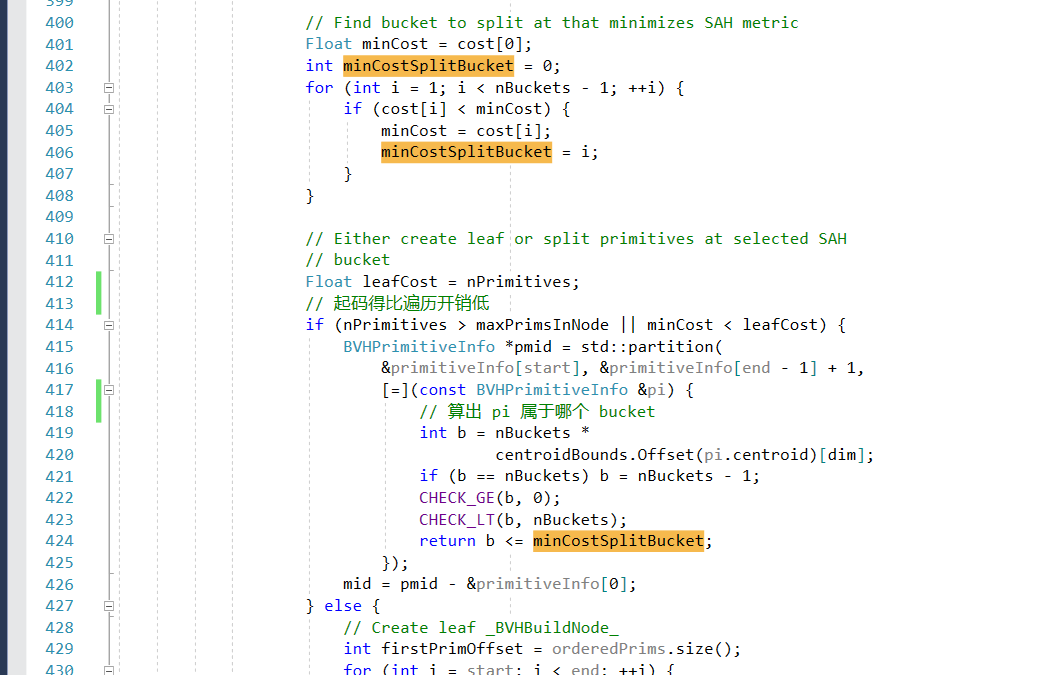 399
400 // Find bucket to split at that minimizes SAH metric
401 Float minCost = cost[0];
402 int minCostSplitBucket = 0;
403 for (int i = 1; i < nBuckets - 1; ++i) {
404 if (cost[i] < minCost) {
405 minCost = cost[i];
406 minCostSplitBucket = i;
407 }
408 }
409
410 // Either create leaf or split primitives at selected SAH
411 // bucket
412 Float leafCost = nPrimitives;
413 // 起码得比遍历开销低
414 if (nPrimitives > maxPrimsInNode || minCost < leafCost) {
415 BVHPrimitiveInfo *pmid = std::partition(
416 &primitiveInfo[start], &primitiveInfo[end - 1] + 1,
417 [=](const BVHPrimitiveInfo &pi) {
418 // 算出 pi 属于哪个 bucket
419 int b = nBuckets *
420 centroidBounds.Offset(pi.centroid)[dim];
421 if (b == nBuckets) b = nBuckets - 1;
422 CHECK_GE(b, 0);
423 CHECK_LT(b, nBuckets);
424 return b <= minCostSplitBucket;
425 });
426 mid = pmid - &primitiveInfo[0];
427 } else {
428 // Create leaf _BVHBuildNode_
429 int firstPrimOffset = orderedPrims.size();
430 for (int i = start; i < end; ++i) {